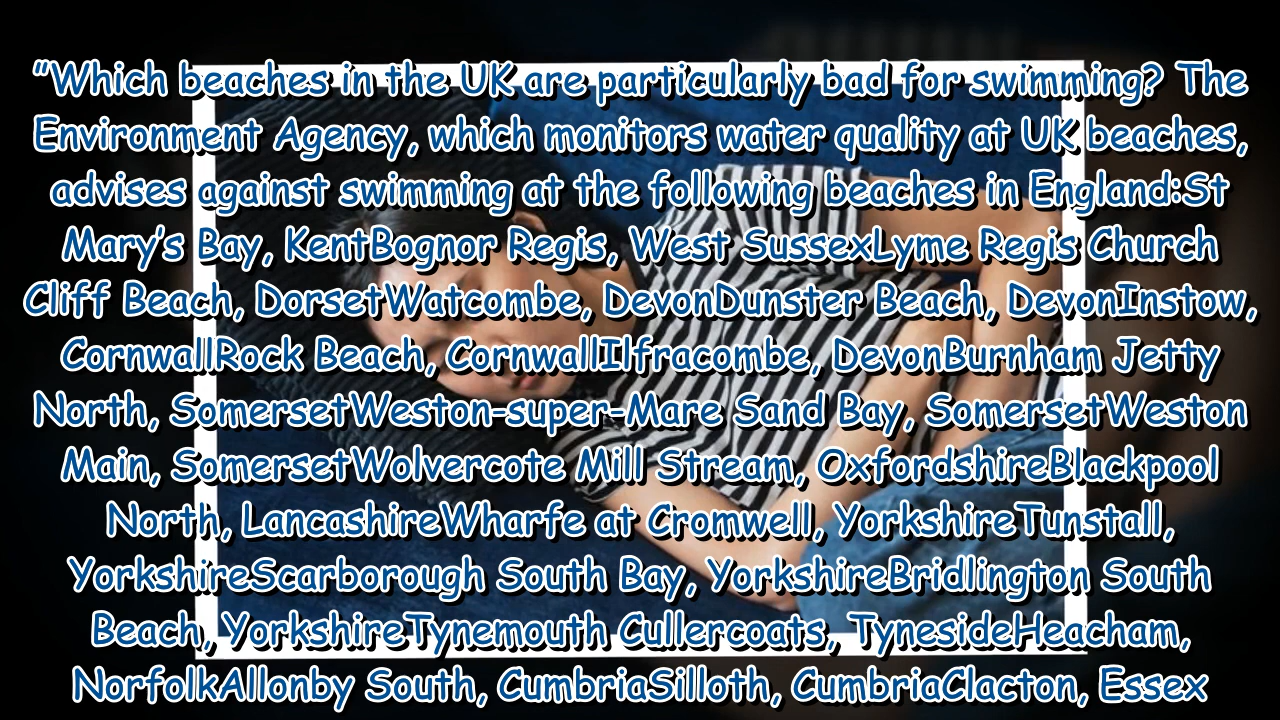 "Which beaches in the UK are particularly bad for swimming? The
Environment Agency, which monitors water quality at UK beaches,
advises against swimming at the following beaches in England:St
Mary's Bay, KentBognor Regis, West SussexLyme Regis Church
Cliff Beach, DorsetWatcombe, DevonDunster Beach, DevonInstow,
CornwallRock Beach, CornwallIlfracombe, DevonBurnham Jetty
North, SomersetWeston-super-Mare Sand Bay, SomersetWeston
Main, SomersetWolvercote Mill Stream, OxfordshireBlackpool
North, LancashireWharfe at Cromwell, YorkshireTunstall,
YorkshireScarborough South Bay, YorkshireBridlington South
Beach, YorkshireTynemouth Cullercoats, TynesideHeacham,
NorfolkAllonby South, CumbriaSilloth, CumbriaClacton, Essex